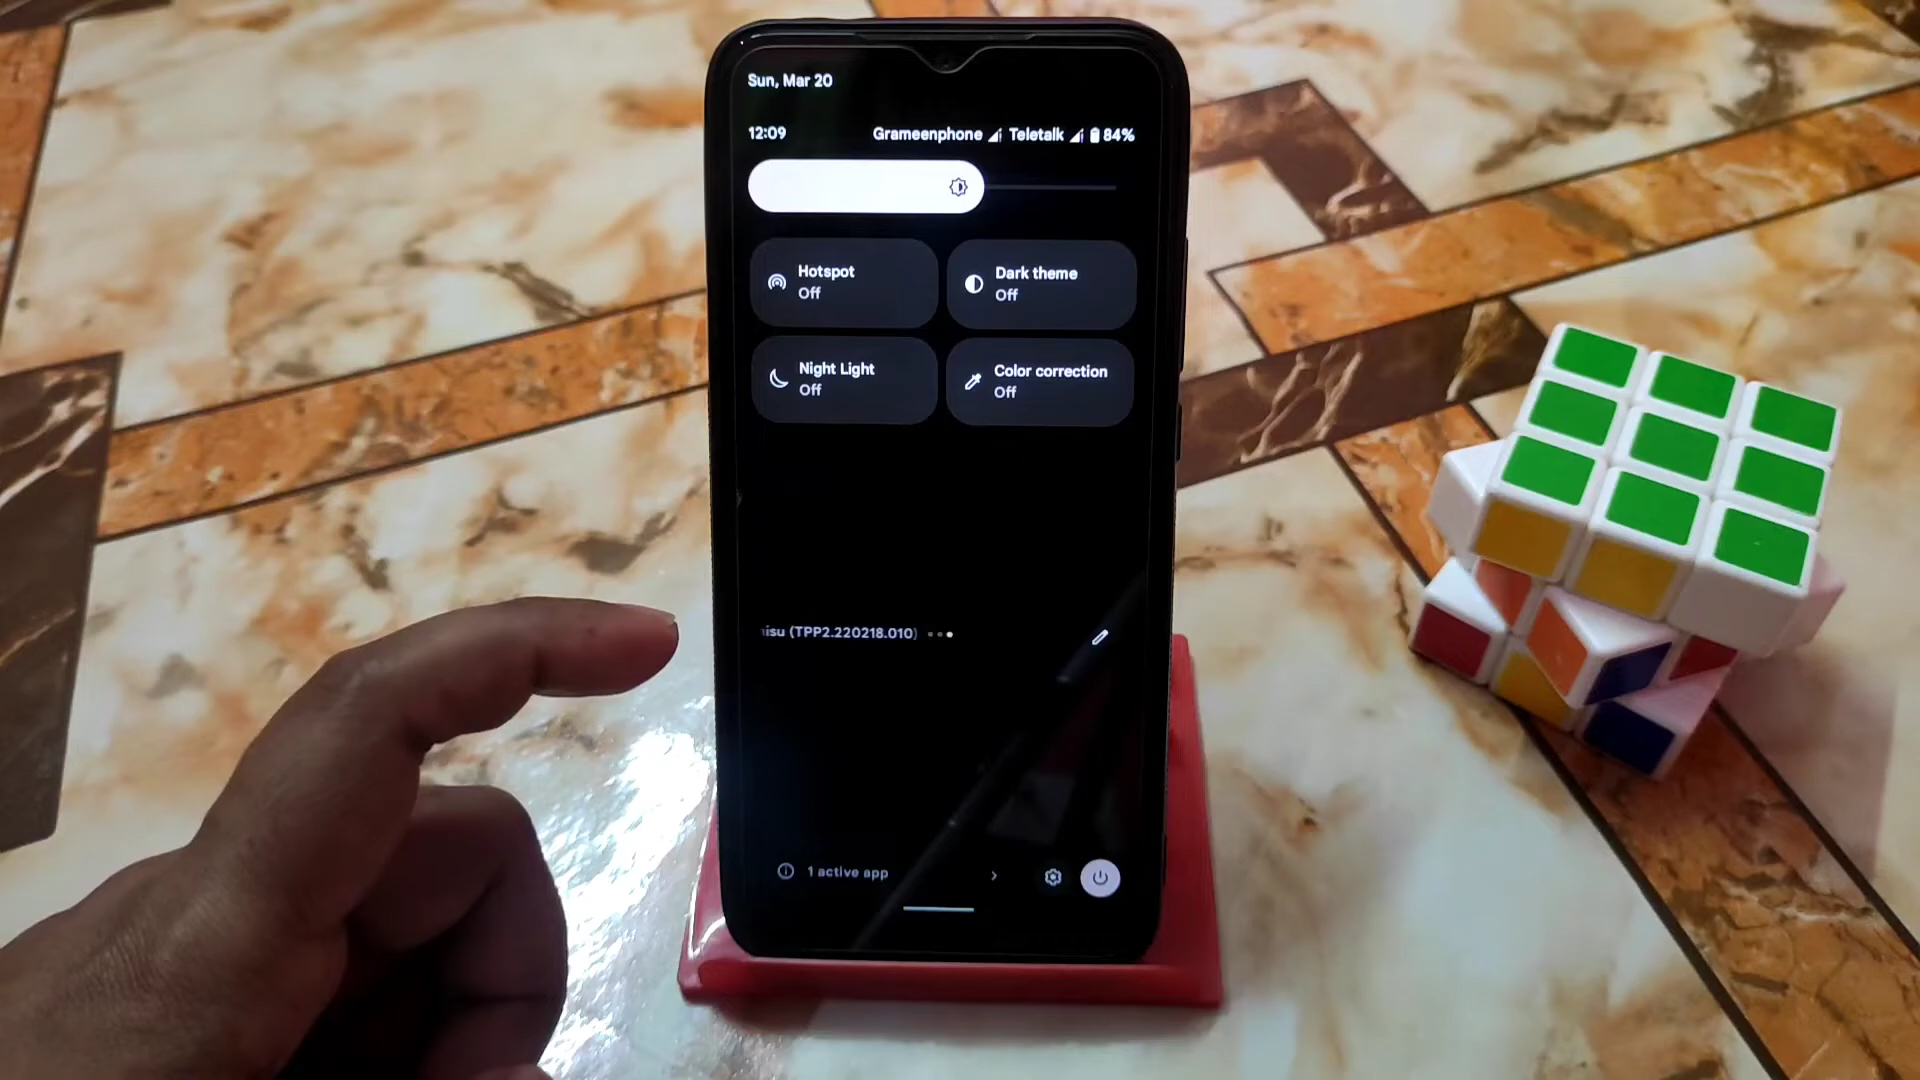 Sun, Mar 20
12:09 Grameenphone Teletalk 84%
Hotspot
Off
Dark theme
Off
Night Light
Off
Color correction
Off
(TPP2.220218.010)
1 active app